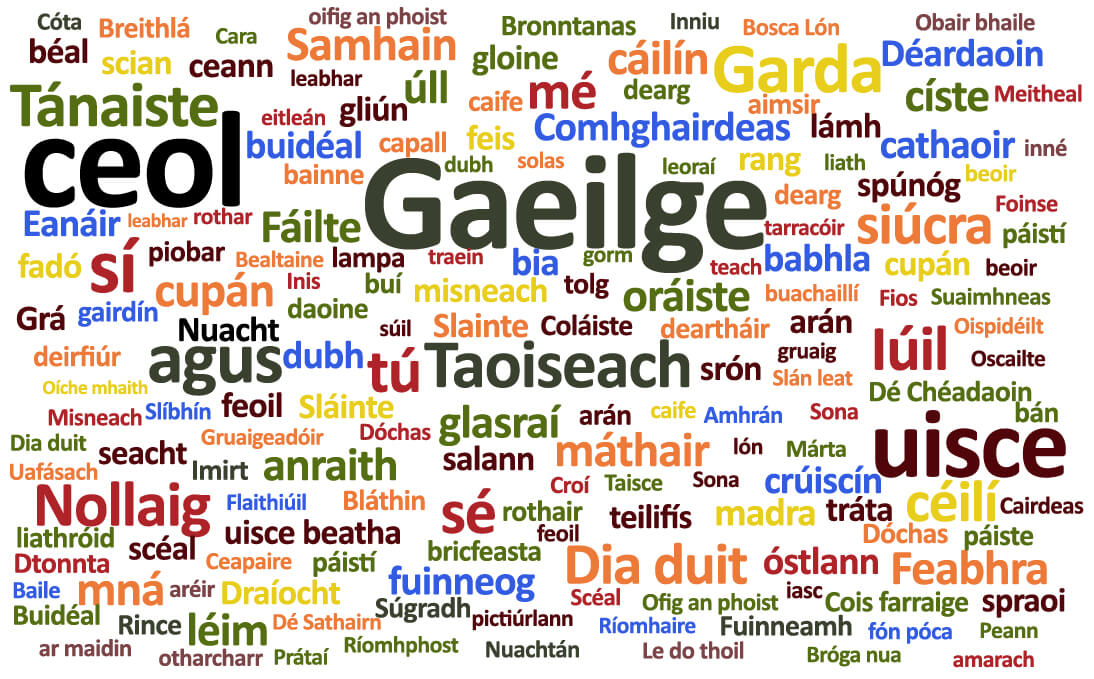 Cóta Breithlá Cara oifig an phoist Bronntanas Inniu Bosca Lón Obair bhaile
béal scian ceann Samhain gloine cáilín Garda Déardaoin
leabhar úll mé dearg císte Meitheal
Tánaiste eitleán gliún caife aimsir
ceol buidéal capall feis Comhghairdeas lámh cathaoir inné
bainne dubh solas leoraí rang liath beoir
Gaeilge dearg spúnóg Foinse
Eanáir leabhar rothar Fáilte tarracóir siúcra páistí
fadó sí piobar Bealtaine lampa traein bia gorm teach babhla cupán beoir
cupán Inis buí misneach tolg oráiste buachaillí Fios Suaimhneas
Grá gairdín Nuacht daoine súil Slainte Coláiste deartháir arán Oispidéilt
deirfiúr agus dubh tú Taoiseach srón gruaig lúil Oscailte
Slán leat
Oíche mhaith Dé Chéadaoin
Misneach Slíbhín feoil Sláinte glasraí arán caife Amhrán Sona bán
Dia duit seacht Gruaigeadóir Dóchas máthair lón Márta uisce
Uafásach Imirt anraith salann Croí Taisce Sona crúiscín
Nollaig Flaithiúil Bláthin sé rothair teilifís madra tráta céilí Cairdeas
liathróid scéal uisce beatha feoil Dóchas páiste
Dtonnta Ceapaire páistí bricfeasta Dia duit óstlann Feabhra
Baile mná aréir Draíocht fuinneog Scéal Ofig an phoist iasc Cois farraige spraoi
Buidéal Rince léim Dé Sathairn Súgradh pictiúrlann Ríomhaire Fuinneamh fón póca Peann
ar maidin otharcharr Prátaí Ríomhphost Nuachtán Le do thoil Bróga nua amarach